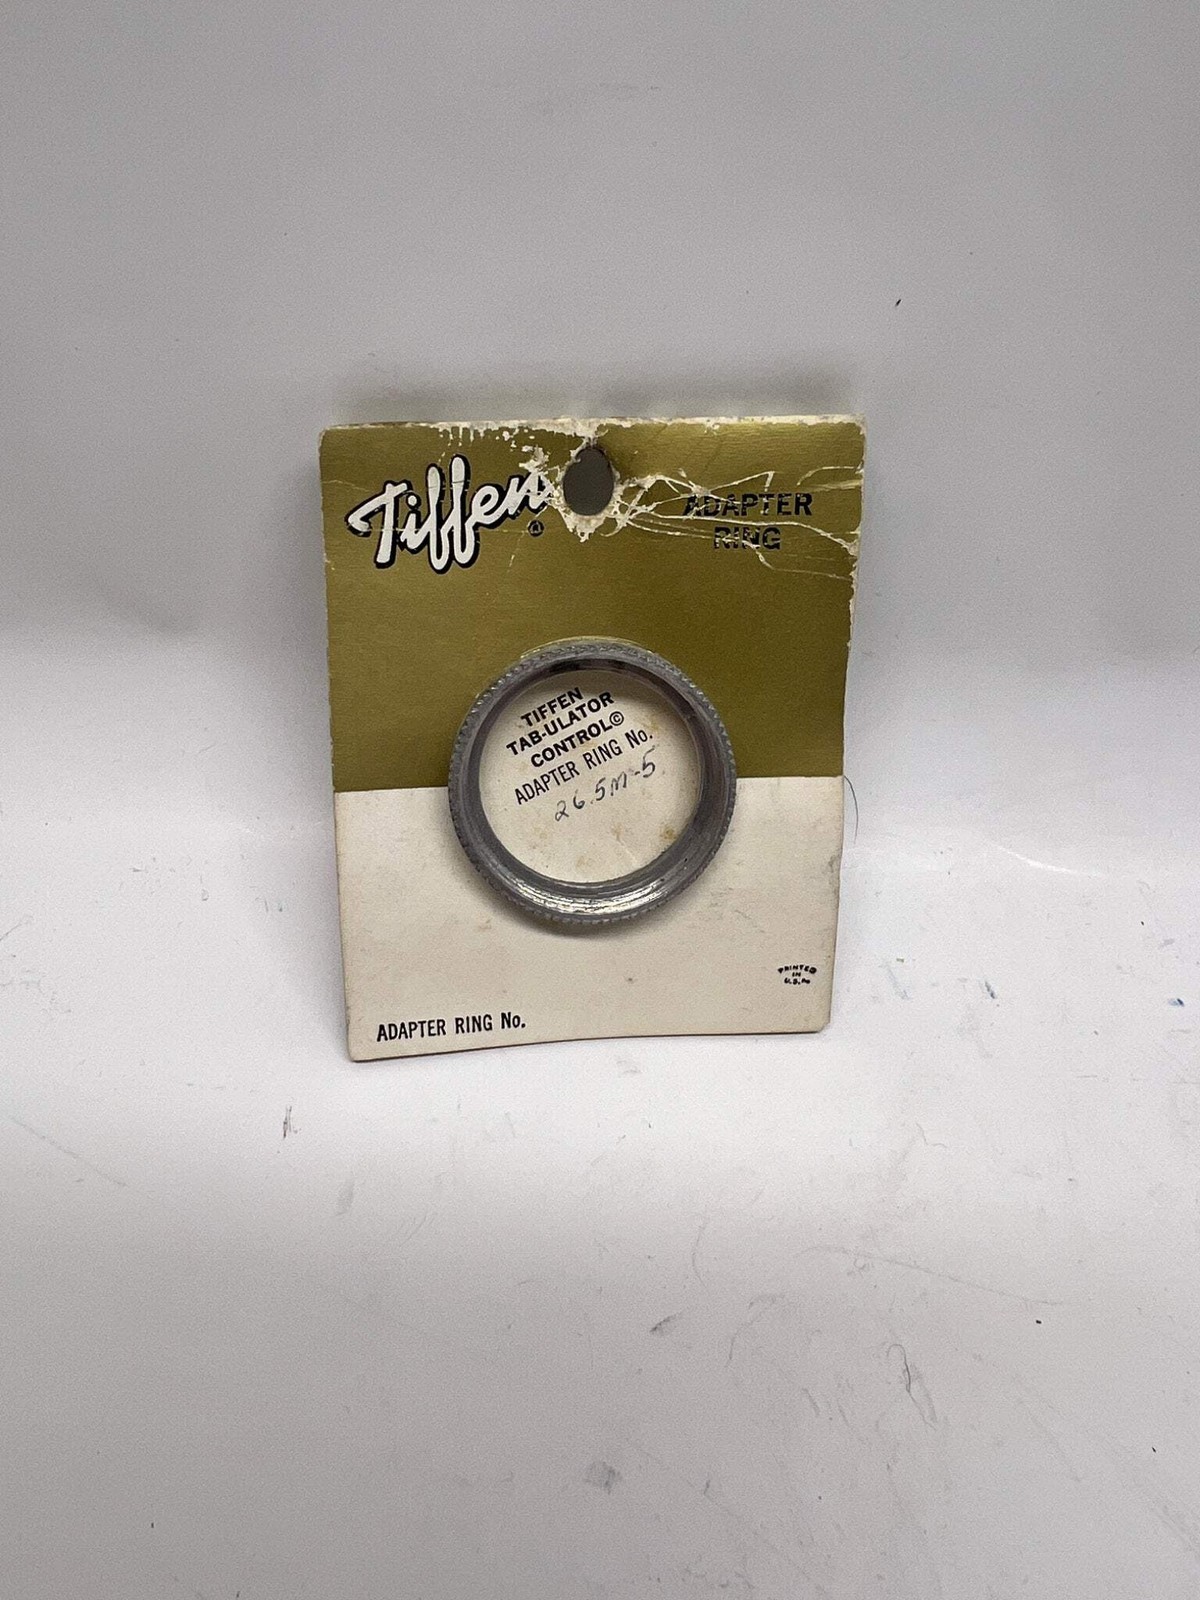 Tiffen®
ADAPTER
RING
TIFFEN
TAB-ULATOR
CONTROL©
ADAPTER RING No.
26.5M-5
PRINTED
IN
U.S.A.
ADAPTER RING No.